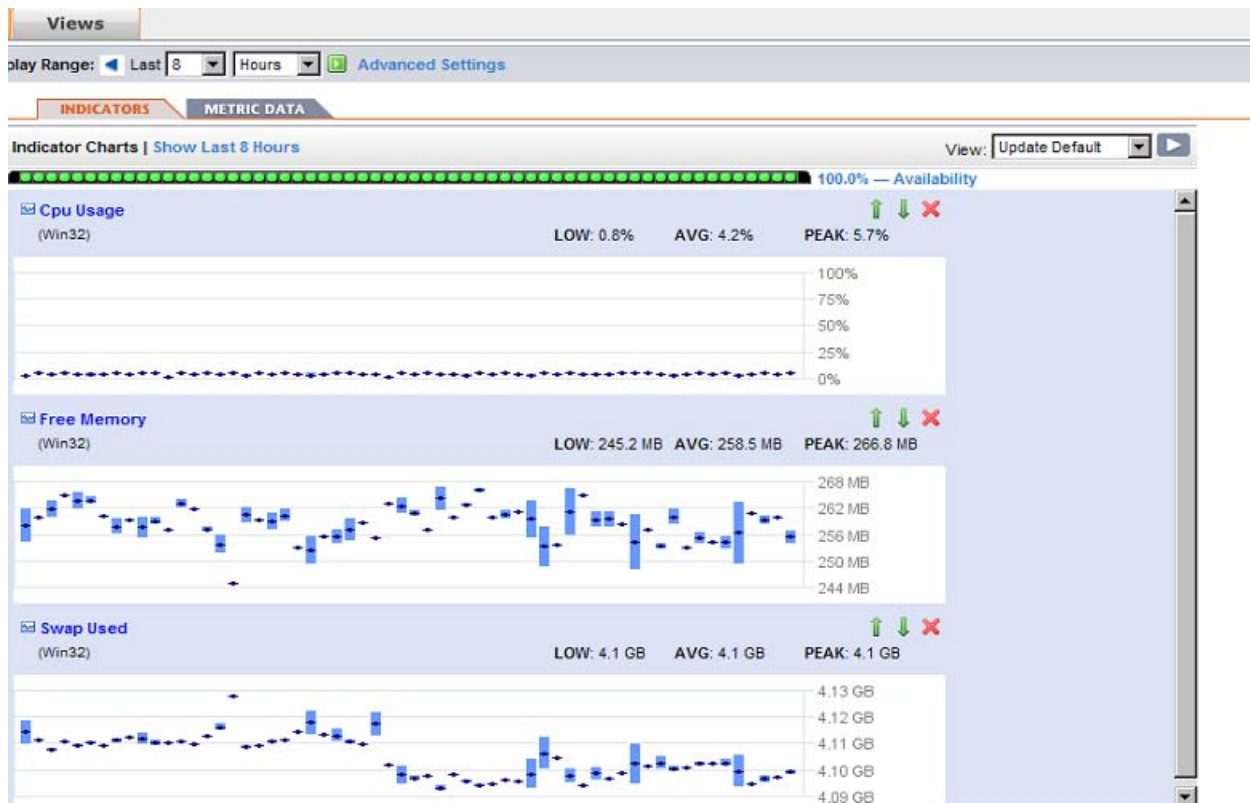 Views
play Range: Last 8 Hours Advanced Settings
INDICATORS METRIC DATA
Indicator Charts | Show Last 8 Hours View: Update Default
100.0% — Availability
Cpu Usage
(Win32) LOW: 0.8% AVG: 4.2% PEAK: 5.7%
100%
75%
50%
25%
0%
Free Memory
(Win32) LOW: 245.2 MB AVG: 258.5 MB PEAK: 266.8 MB
268 MB
262 MB
256 MB
250 MB
244 MB
Swap Used
(Win32) LOW: 4.1 GB AVG: 4.1 GB PEAK: 4.1 GB
4.13 GB
4.12 GB
4.11 GB
4.10 GB
4.09 GB